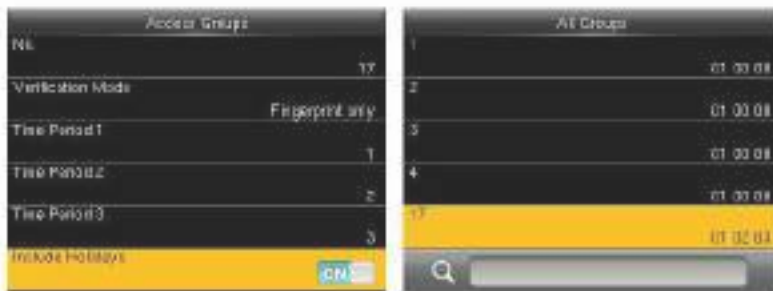 Access Groups
No.
17
Verification Mode
Fingerprint only
Time Period 1
1
Time Period 2
2
Time Period 3
3
Include Holidays
ON
All Groups
1
01 00 00
2
01 00 00
3
01 00 00
4
01 00 00
17
01 02 03